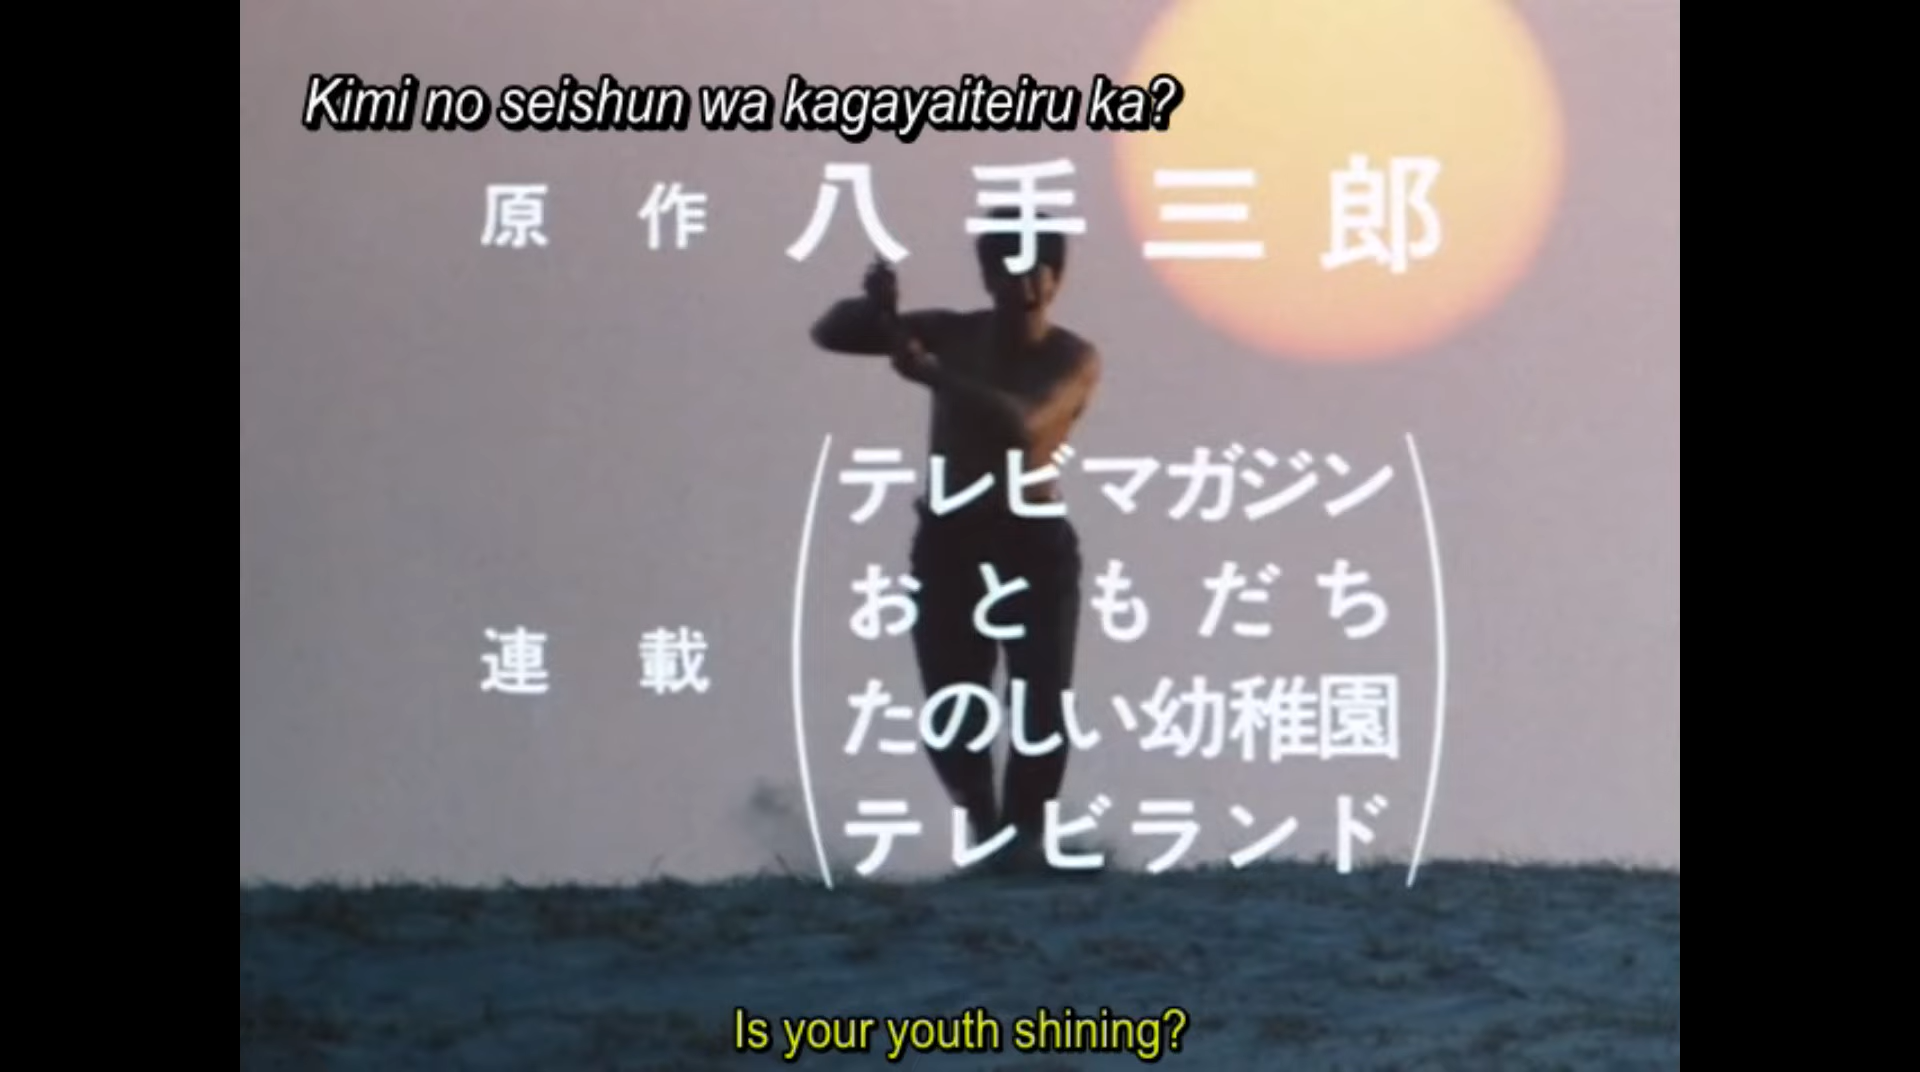 Kimi no seishun wa kagayaiteiru ka?
原作 八手三郎
連載
テレビマガジン
おともだち
たのしい幼稚園
テレビランド
Is your youth shining?